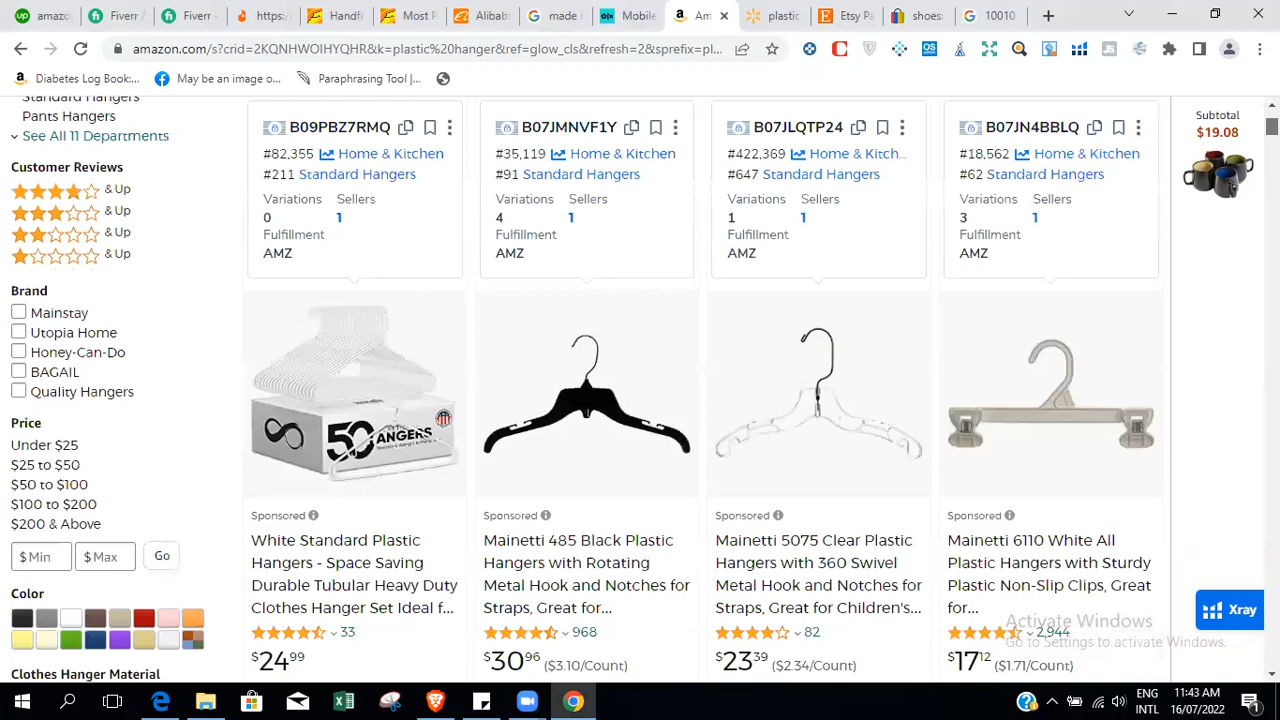 Fiverr /
Fiverr -
https:/
Handfr
Most P
Alibab
made i
Mobile
Am
plastic
Etsy Pa
shoes:
10010
amazon.com/s?crid=2KQNHWOIHYQHR&k=plastic%20hanger&ref=glow_cls&refresh=2&sprefix=pl...
Diabetes Log Book:...
May be an image o...
Paraphrasing Tool |...
Standard Hangers
Pants Hangers
See All 11 Departments
Customer Reviews
& Up
& Up
& Up
& Up
Brand
Mainstay
Utopia Home
Honey-Can-Do
BAGAIL
Quality Hangers
Price
Under $25
$25 to $50
$50 to $100
$100 to $200
$200 & Above
$ Min
$ Max
Go
Color
Clothes Hanger Material
B09PBZ7RMQ
#82,355 Home & Kitchen
#211 Standard Hangers
Variations Sellers
0 1
Fulfillment
AMZ
50 ANGERS
Sponsored
White Standard Plastic
Hangers - Space Saving
Durable Tubular Heavy Duty
Clothes Hanger Set Ideal f...
33
$24.99
B07JMNVF1Y
#35,119 Home & Kitchen
#91 Standard Hangers
Variations Sellers
4 1
Fulfillment
AMZ
Sponsored
Mainetti 485 Black Plastic
Hangers with Rotating
Metal Hook and Notches for
Straps, Great for...
968
$30.96 ($3.10/Count)
B07JLQTP24
#422,369 Home & Kitch...
#647 Standard Hangers
Variations Sellers
1 1
Fulfillment
AMZ
Sponsored
Mainetti 5075 Clear Plastic
Hangers with 360 Swivel
Metal Hook and Notches for
Straps, Great for Children's...
82
$23.39 ($2.34/Count)
B07JN4BBLQ
#18,562 Home & Kitchen
#62 Standard Hangers
Variations Sellers
3 1
Fulfillment
AMZ
Sponsored
Mainetti 6110 White All
Plastic Hangers with Sturdy
Plastic Non-Slip Clips, Great
for...
2,944
$17.12 ($1.71/Count)
Subtotal
$19.08
Xray
Activate Windows
Go to Settings to activate Windows.
ENG
INTL
11:43 AM
16/07/2022
1